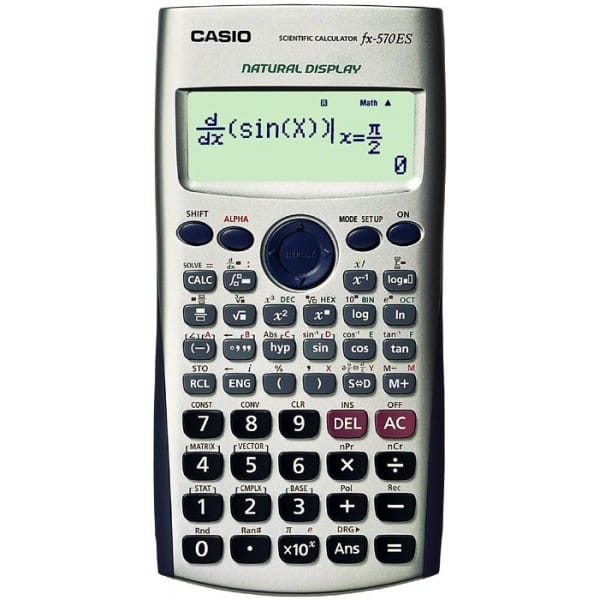 CASIO SCIENTIFIC CALCULATOR fx-570ES
NATURAL DISPLAY
R Math ▲
d/dx(sin(X))|x=π/2
0
SHIFT ALPHA MODE SETUP ON
REPLAY
SOLVE = d/dx : x!
CALC ∫ x⁻¹ log
x³ DEC HEX 10 BIN e OCT
√ x² x log ln
∠ A ← B Abs C sin⁻¹ D cos⁻¹ E tan⁻¹ F
(−) °,,, hyp sin cos tan
STO ← i % , X Y M− M
RCL ENG ( ) S⇔D M+
CONST CONV CLR INS OFF
7 8 9 DEL AC
MATRIX VECTOR nPr nCr
4 5 6 × ÷
STAT CMPLX BASE Pol Rec
1 2 3 + −
Rnd Ran# π e DRG▶
0 • ×10ˣ Ans =